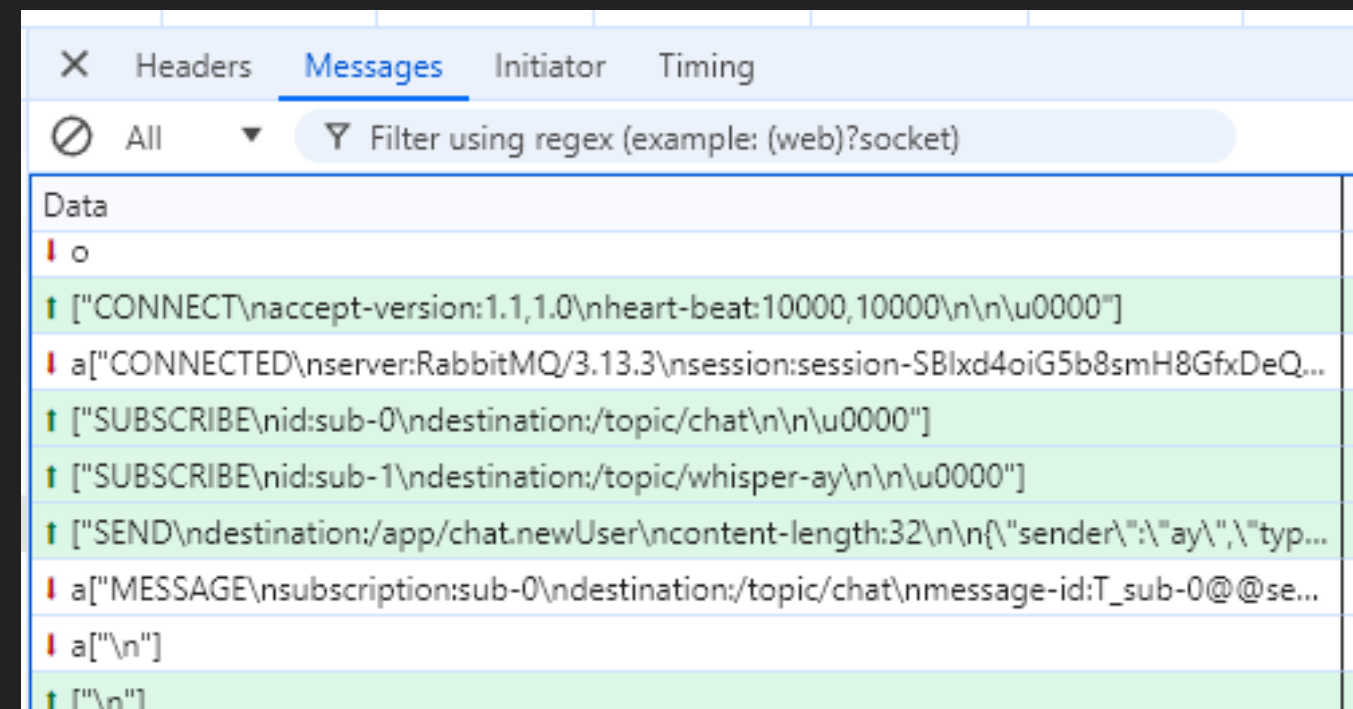 Headers Messages Initiator Timing
All Filter using regex (example: (web)?socket)
Data
o
["CONNECT\naccept-version:1.1,1.0\nheart-beat:10000,10000\n\n\u0000"]
a["CONNECTED\nserver:RabbitMQ/3.13.3\nsession:session-SBlxd4oiG5b8smH8GfxDeQ...
["SUBSCRIBE\nid:sub-0\ndestination:/topic/chat\n\n\u0000"]
["SUBSCRIBE\nid:sub-1\ndestination:/topic/whisper-ay\n\n\u0000"]
["SEND\ndestination:/app/chat.newUser\ncontent-length:32\n\n{\"sender\":\"ay\",\"typ...
a["MESSAGE\nsubscription:sub-0\ndestination:/topic/chat\nmessage-id:T_sub-0@@se...
a["\n"]
["\n"]